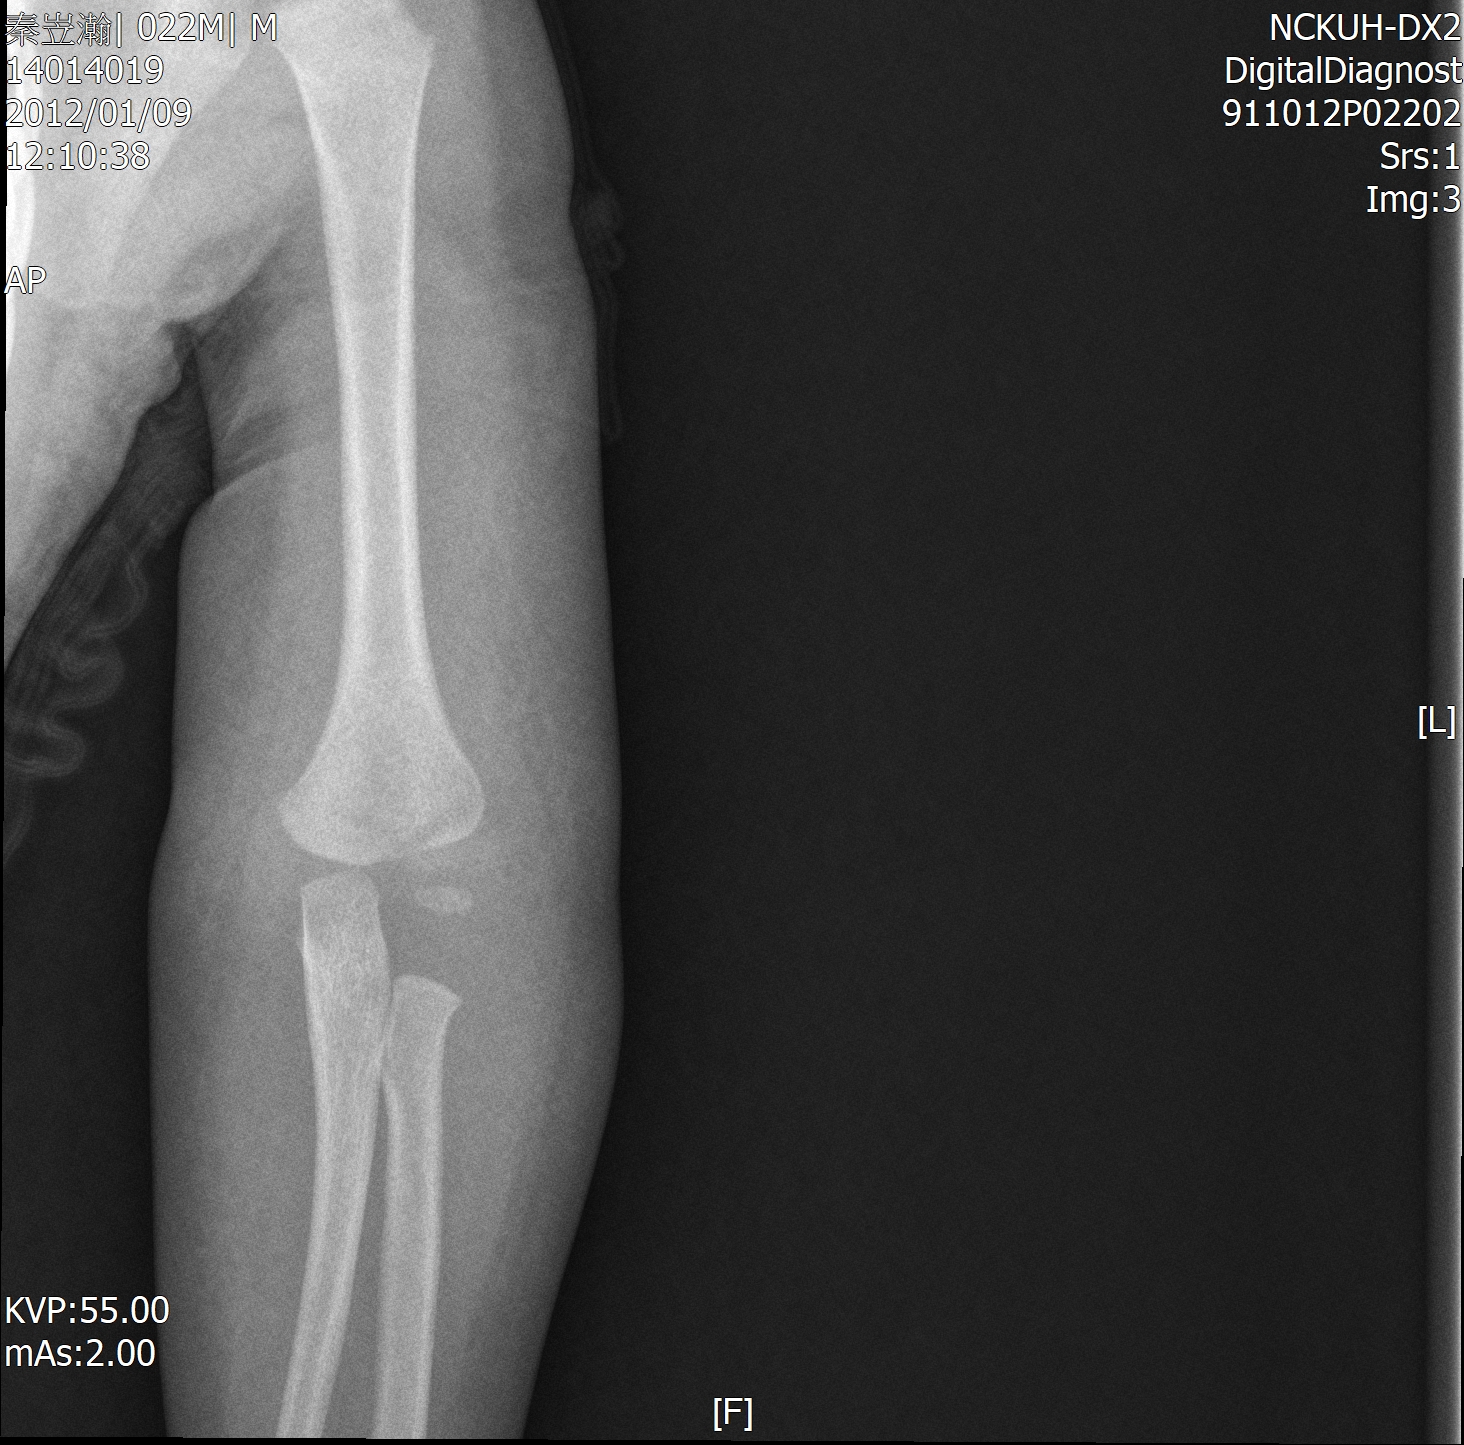 秦岦瀚| 022M| M
14014019
2012/01/09
12:10:38
AP
NCKUH-DX2
DigitalDiagnost
911012P02202
Srs:1
Img:3
[L]
KVP:55.00
mAs:2.00
[F]